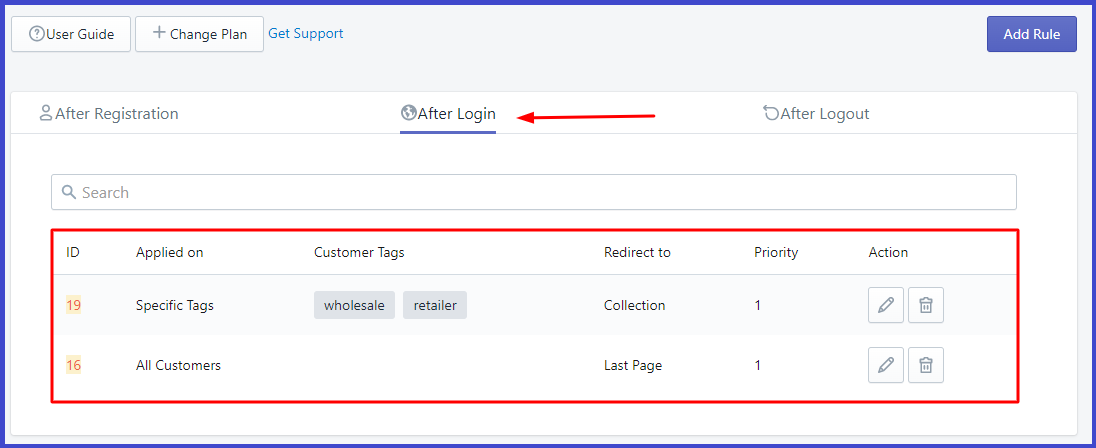 User Guide Change Plan Get Support Add Rule
After Registration After Login After Logout
Search
ID Applied on Customer Tags Redirect to Priority Action
19 Specific Tags wholesale retailer Collection 1
16 All Customers Last Page 1